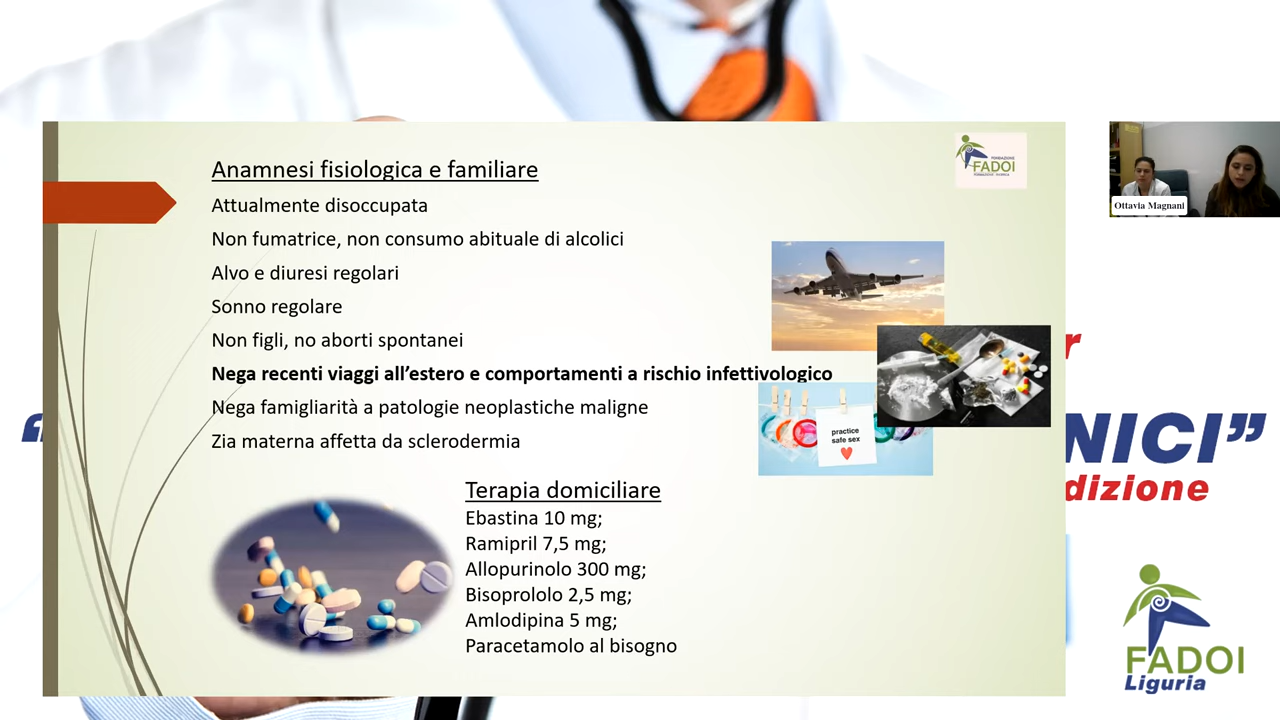 Anamnesi fisiologica e familiare
Attualmente disoccupata
Non fumatrice, non consumo abituale di alcolici
Alvo e diuresi regolari
Sonno regolare
Non figli, no aborti spontanei
Nega recenti viaggi all'estero e comportamenti a rischio infettivologico
Nega famigliarità a patologie neoplastiche maligne
Zia materna affetta da sclerodermia
Terapia domiciliare
Ebastina 10 mg;
Ramipril 7,5 mg;
Allopurinolo 300 mg;
Bisoprololo 2,5 mg;
Amlodipina 5 mg;
Paracetamolo al bisogno
practice
safe sex
FONDAZIONE
FADOI
Ottavia Magnani
r
“
NICI”
dizione
FADOI
Liguria